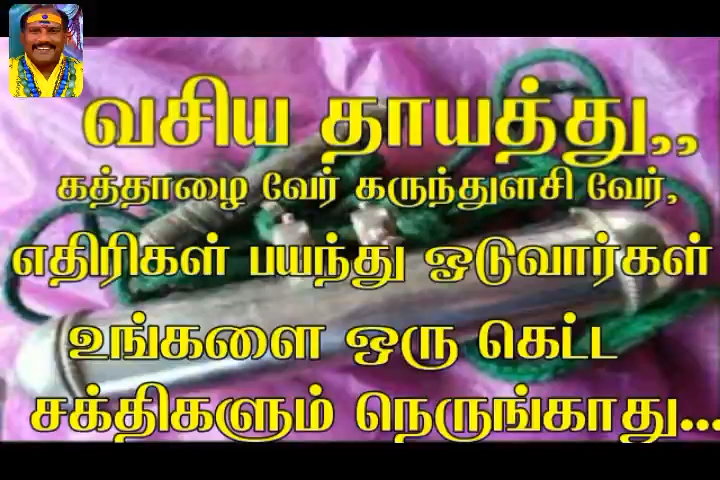 வசிய தாயத்து,,
கத்தாழை வேர் கருந்துளசி வேர்,
எதிரிகள் பயந்து ஓடுவார்கள்
உங்களை ஒரு கெட்ட
சக்திகளும் நெருங்காது...